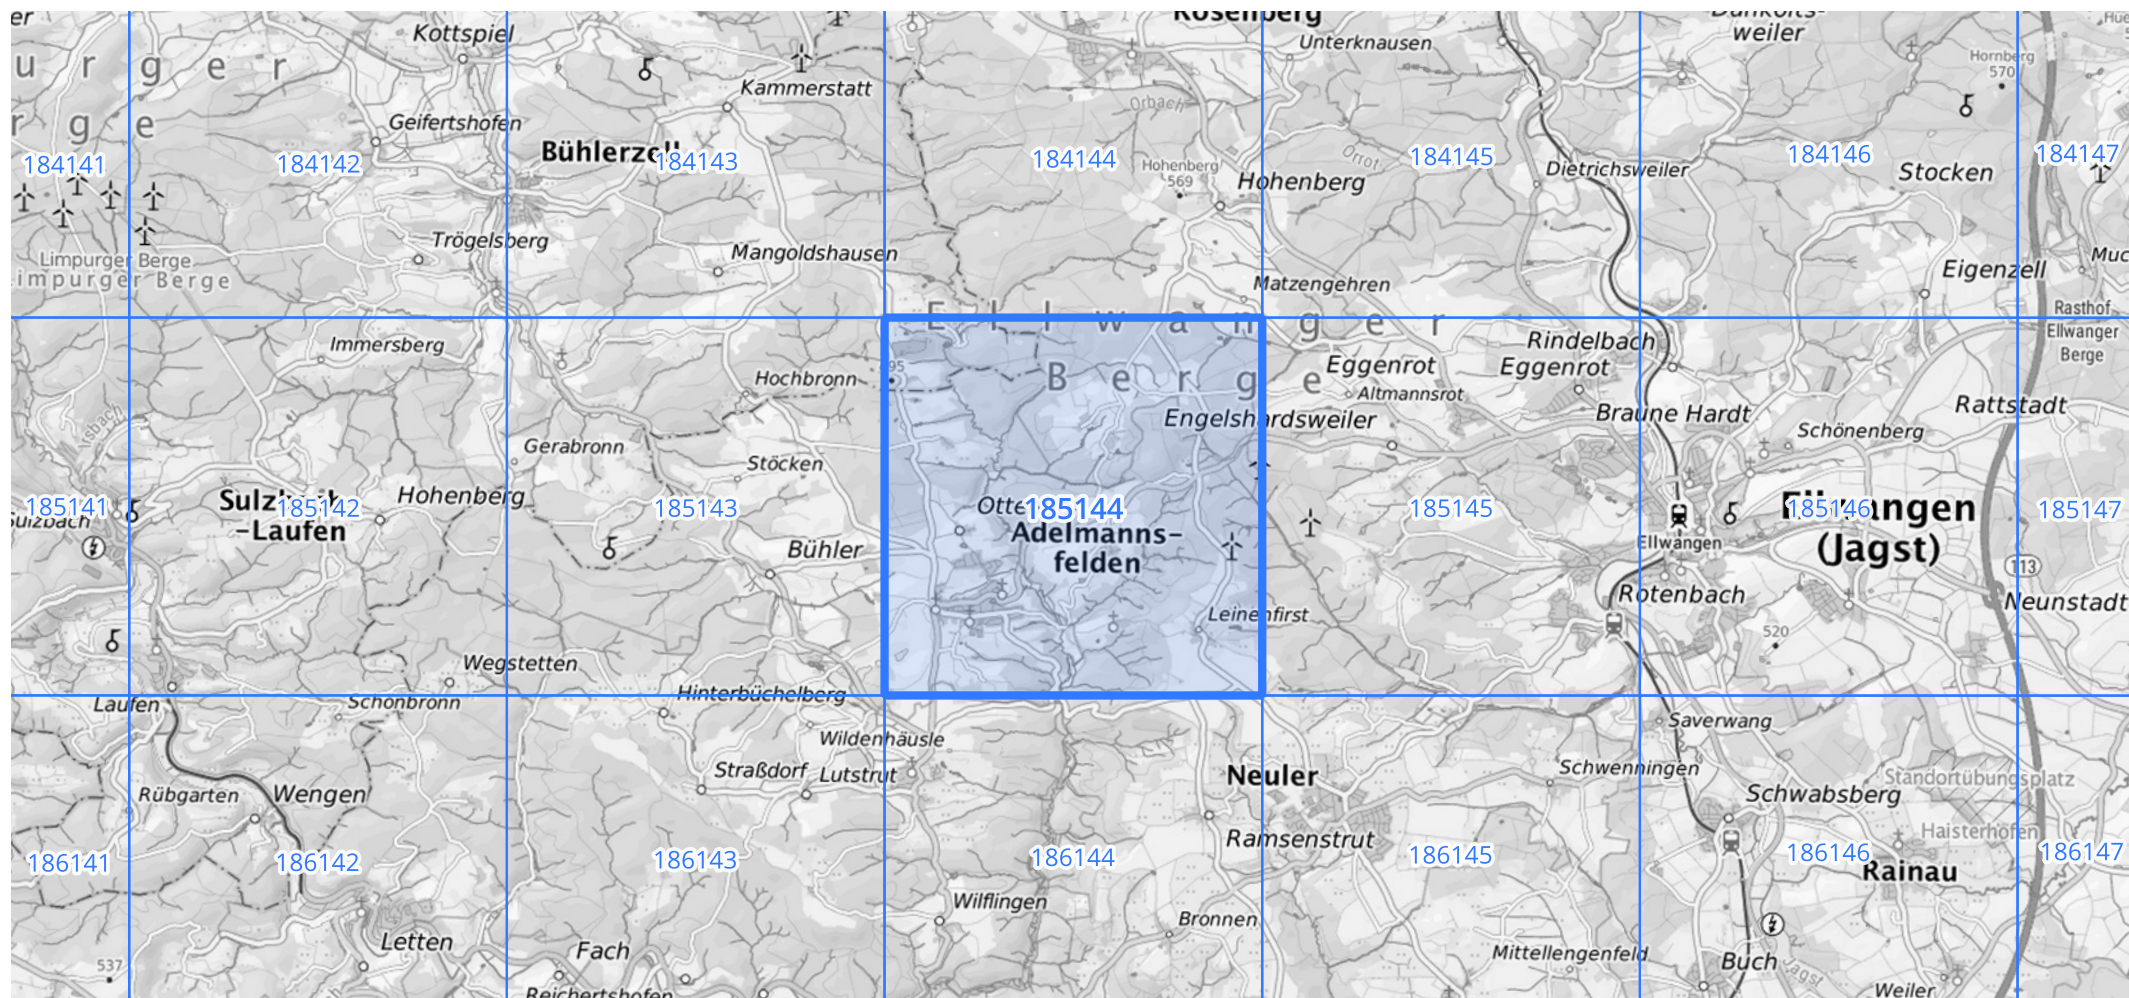 Rosenberg
weiler
Kottspiel
Unterknausen
Hornberg
570
u r g e r
Kammerstatt
Orbach
r g e
Geifertshofen
184141
184142
184143
184144
184145
184146
184147
Orrot
Hohenberg
569
Hohenberg
Dietrichsweiler
Stocken
Trögelsberg
Mangoldshausen
Limpurger Berge
impurger Berge
Matzengehren
Eigenzell
Rasthof
Ellwanger
Berge
E l l w a n g e r
B e r g e
Immersberg
Rindelbach
Eggenrot
Eggenrot
Hochbronn
Altmannsrot
Engelshardsweiler
Braune Hardt
Rattstadt
Gerabronn
Schönenberg
Stöcken
Hohenberg
185141
185142
185143
185144
185145
185146
185147
-Laufen
Adelmanns-
felden
Bühler
Ellwangen
(Jagst)
Ellwangen
113
Rotenbach
Neunstadt
Leinenfirst
520
Wegstetten
Hinterbüchelberg
Laufen
Schönbronn
Saverwang
Wildenhäusle
Straßdorf
Lutstrut
Neuler
Schwenningen
Standortübungsplatz
Rübgarten
Wengen
Schwabsberg
Haisterhofen
Ramsenstrut
186141
186142
186143
186144
186145
186146
186147
Rainau
Wilflingen
Bronnen
Letten
Fach
Mittellengenfeld
Buch
Jagst
537
Reichertshofen
Weiler